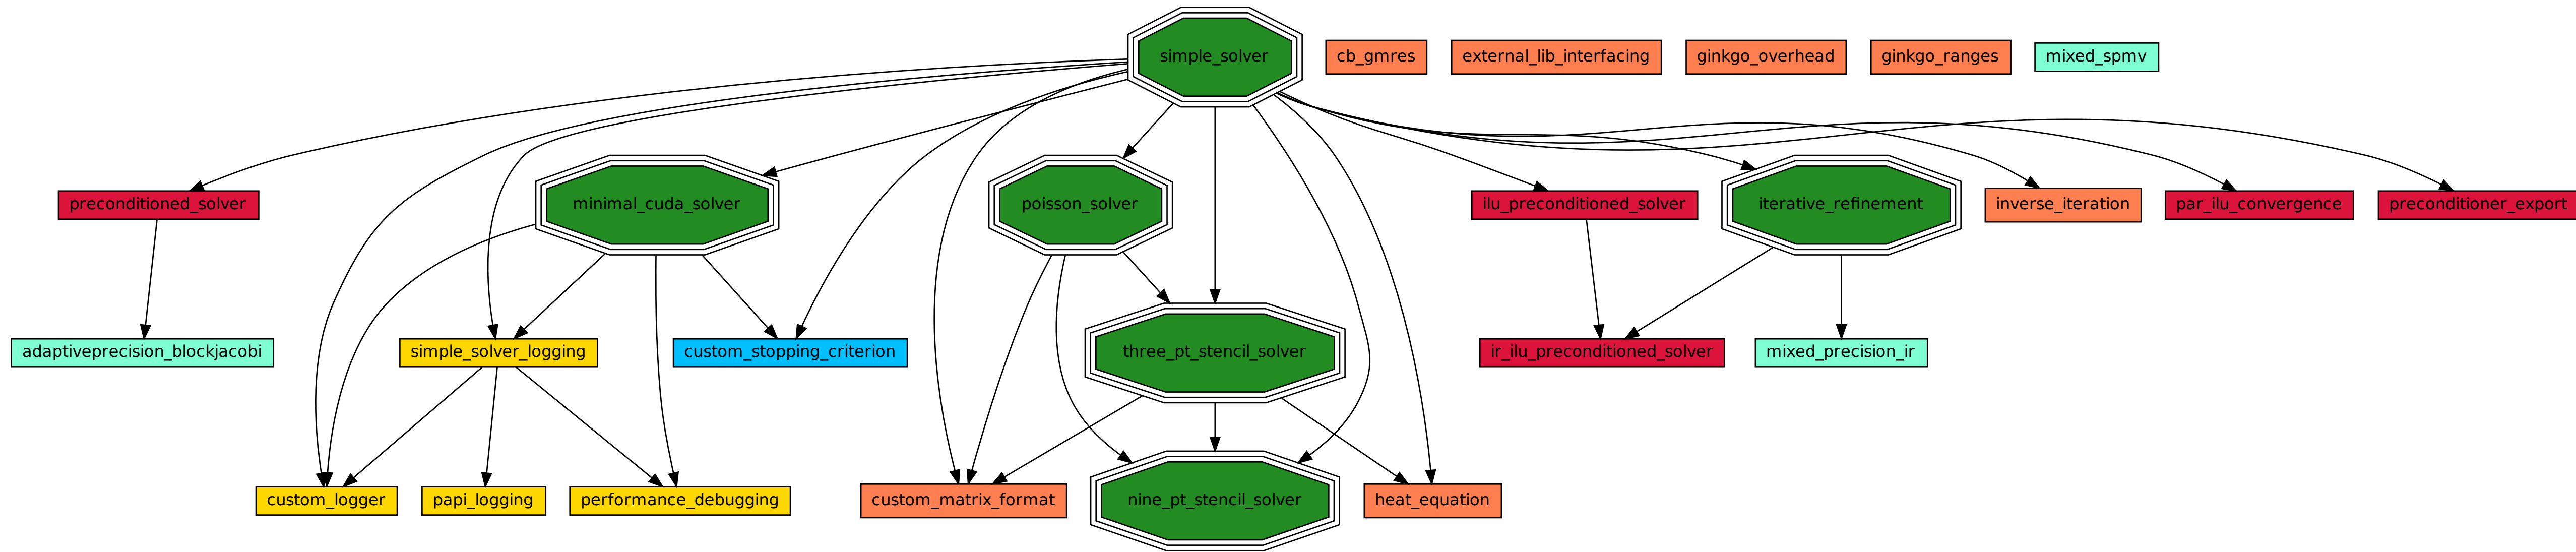 simple_solver
cb_gmres
external_lib_interfacing
ginkgo_overhead
ginkgo_ranges
mixed_spmv
preconditioned_solver
minimal_cuda_solver
poisson_solver
ilu_preconditioned_solver
iterative_refinement
inverse_iteration
par_ilu_convergence
preconditioner_export
adaptiveprecision_blockjacobi
simple_solver_logging
custom_stopping_criterion
three_pt_stencil_solver
ir_ilu_preconditioned_solver
mixed_precision_ir
custom_logger
papi_logging
performance_debugging
custom_matrix_format
nine_pt_stencil_solver
heat_equation